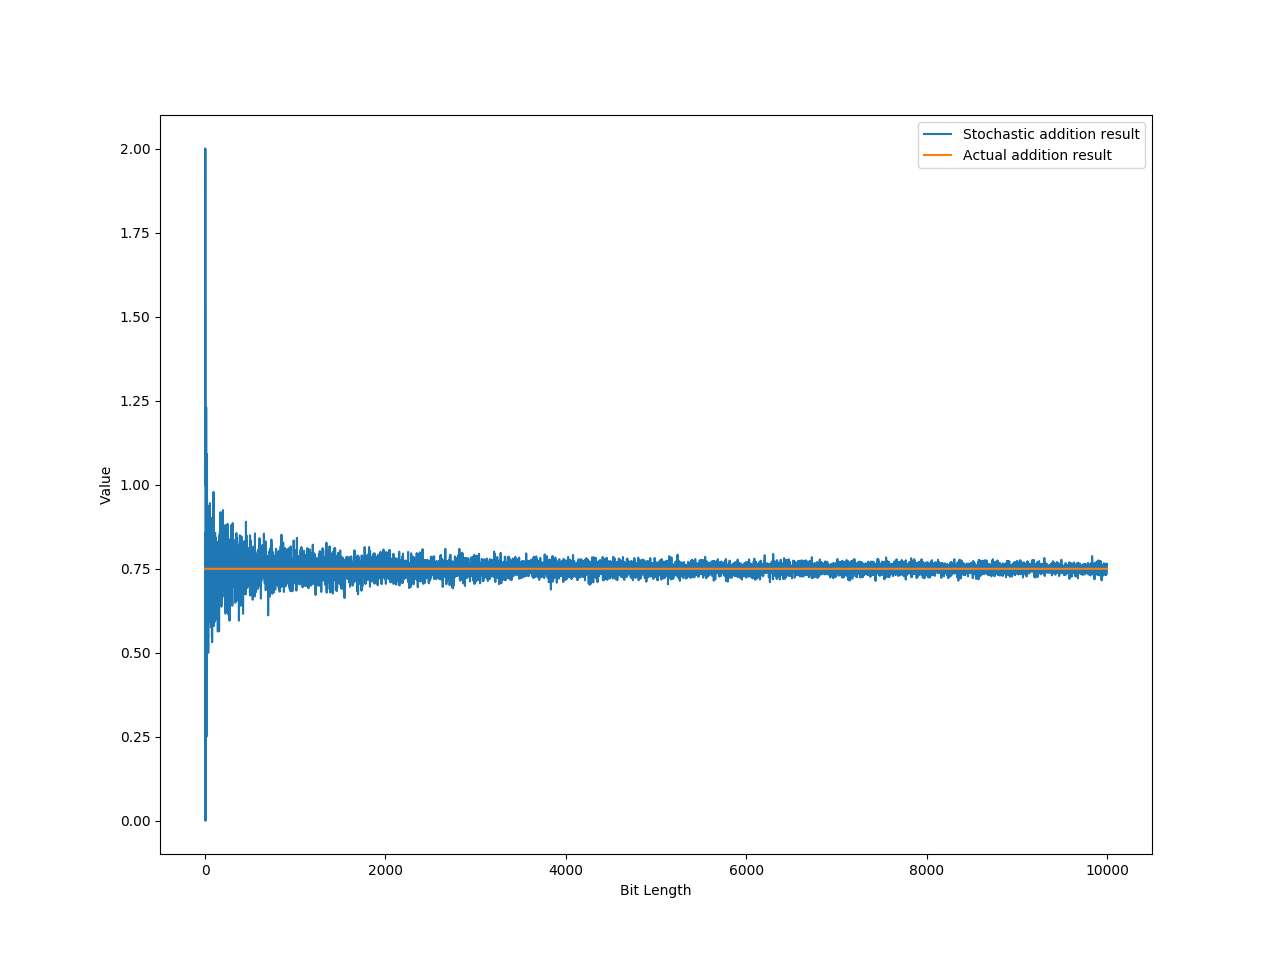 Stochastic addition result
Actual addition result
2.00
1.75
1.50
1.25
1.00
0.75
0.50
0.25
0.00
Value
0 2000 4000 6000 8000 10000
Bit Length